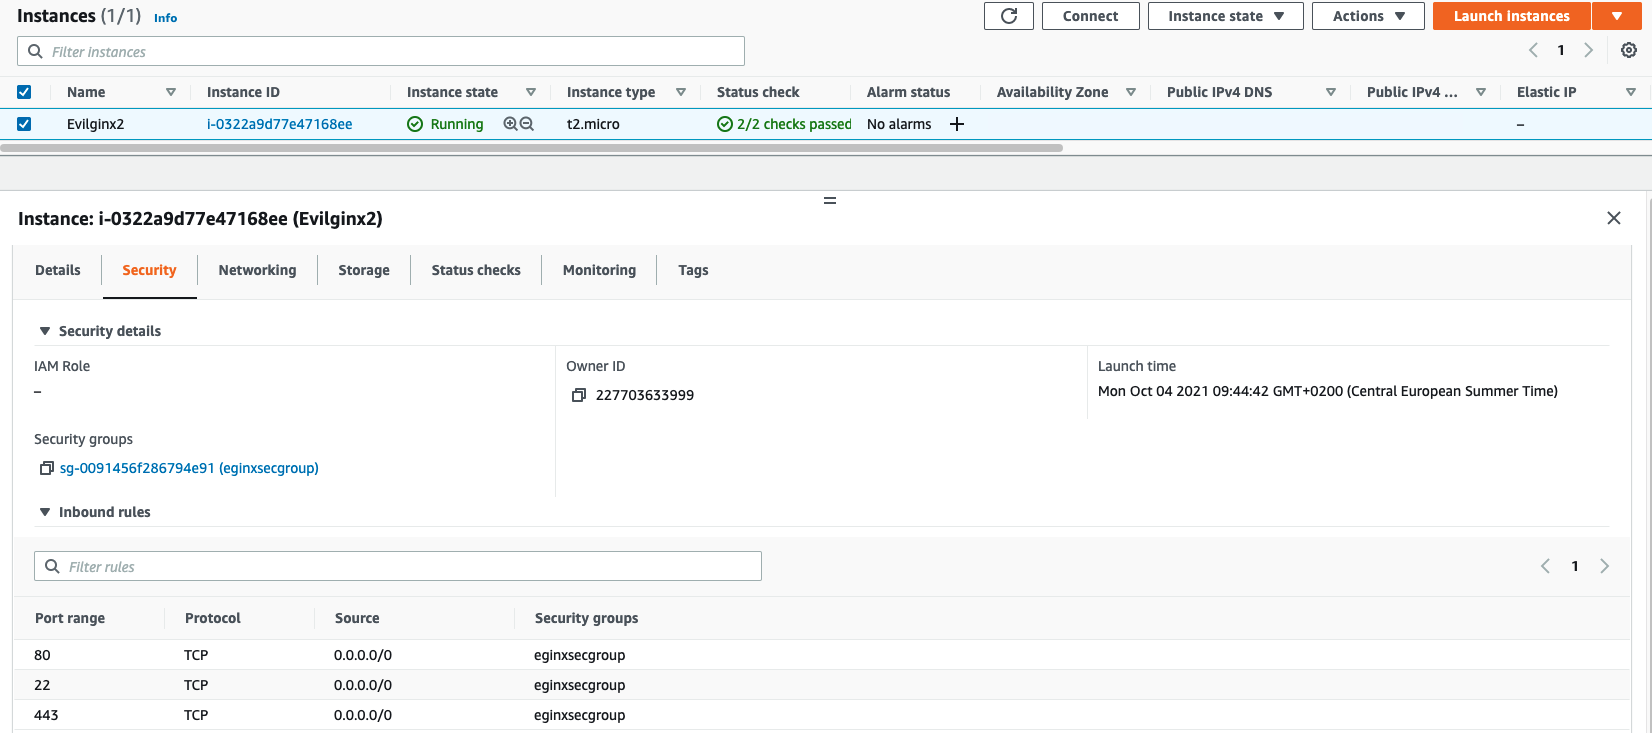 Instances (1/1) Info
Connect
Instance state
Actions
Launch instances
Filter instances
1
Name Instance ID Instance state Instance type Status check Alarm status Availability Zone Public IPv4 DNS Public IPv4 ... Elastic IP
Evilginx2 i-0322a9d77e47168ee Running t2.micro 2/2 checks passed No alarms + –
Instance: i-0322a9d77e47168ee (Evilginx2)
Details Security Networking Storage Status checks Monitoring Tags
Security details
IAM Role Owner ID Launch time
– 227703633999 Mon Oct 04 2021 09:44:42 GMT+0200 (Central European Summer Time)
Security groups
sg-0091456f286794e91 (eginxsecgroup)
Inbound rules
Filter rules
1
Port range Protocol Source Security groups
80 TCP 0.0.0.0/0 eginxsecgroup
22 TCP 0.0.0.0/0 eginxsecgroup
443 TCP 0.0.0.0/0 eginxsecgroup